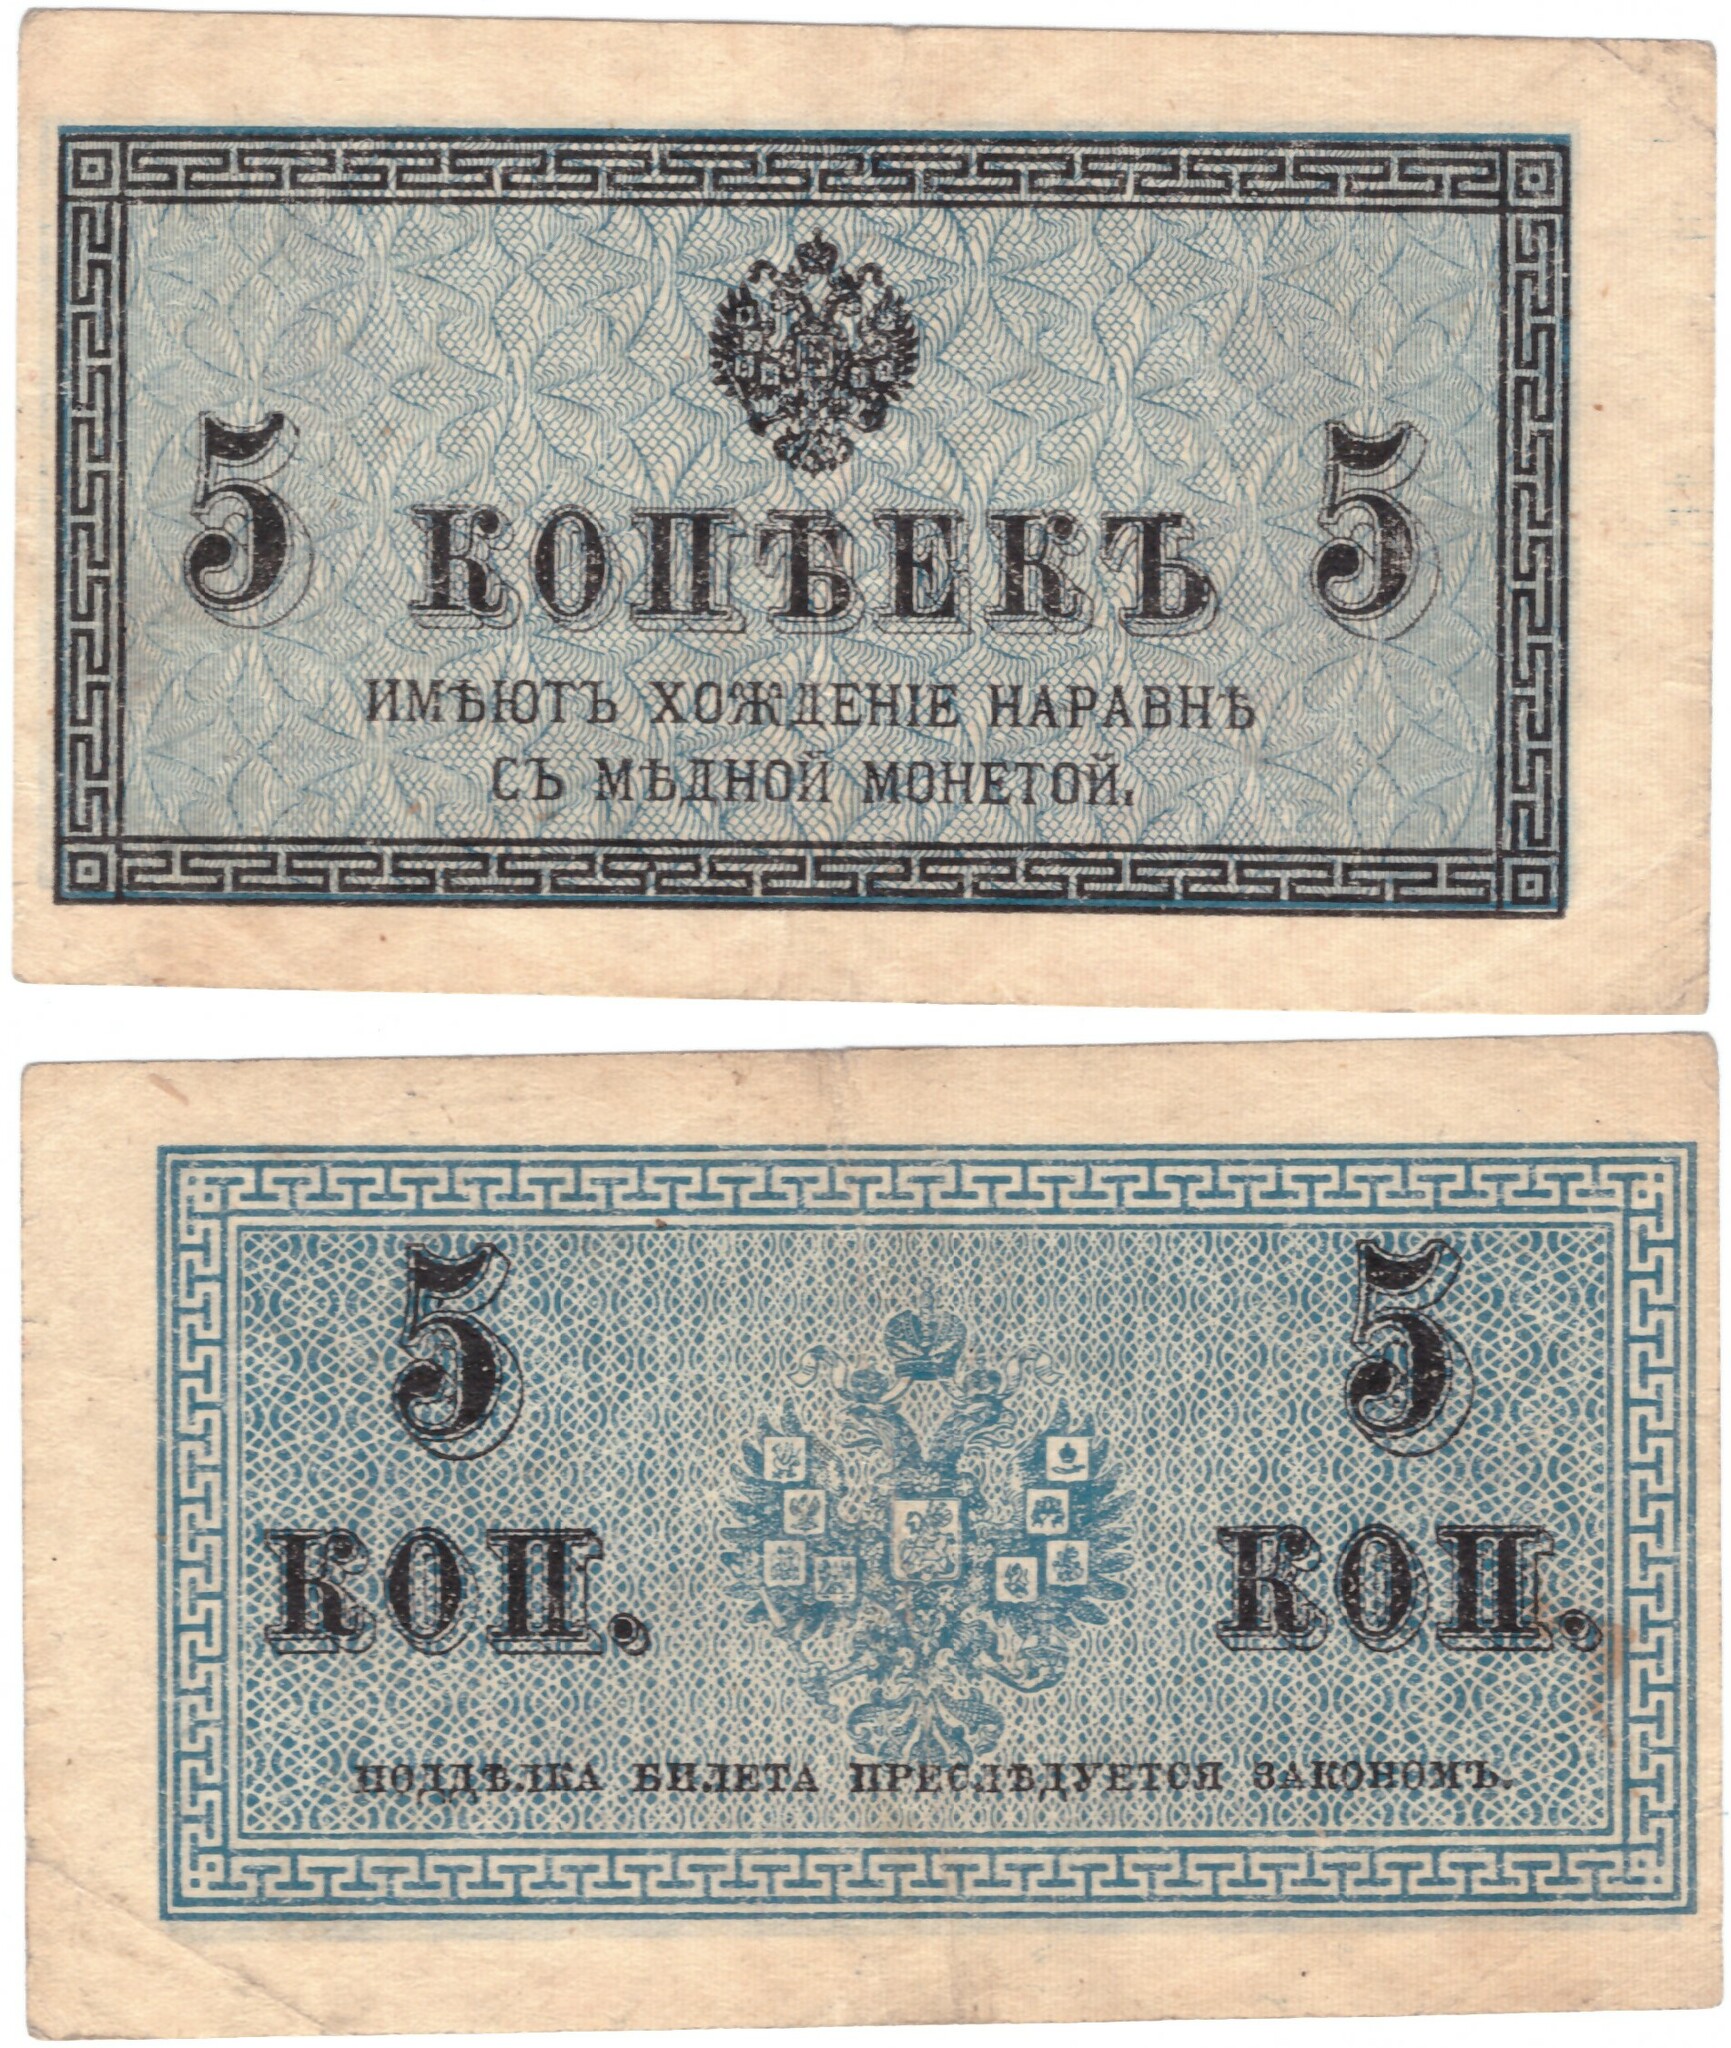 5 КОПѢЕКЪ 5
ИМѢЮТЪ ХОЖДЕНІЕ НАРАВНѢ
СЪ МѢДНОЙ МОНЕТОЙ.
5 5
КОП. КОП.
ПОДДѢЛКА БИЛЕТА ПРЕСЛѢДУЕТСЯ ЗАКОНОМЪ.